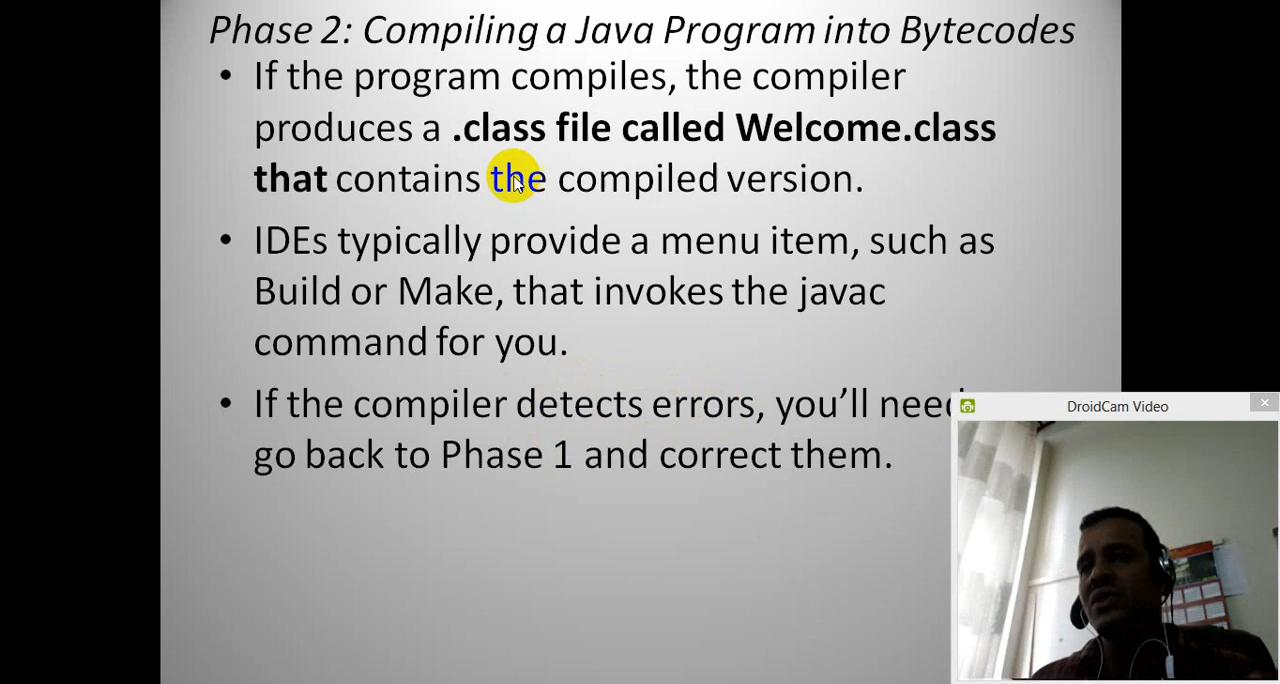 Phase 2: Compiling a Java Program into Bytecodes
• If the program compiles, the compiler
produces a .class file called Welcome.class
that contains the compiled version.
• IDEs typically provide a menu item, such as
Build or Make, that invokes the javac
command for you.
• If the compiler detects errors, you’ll need
go back to Phase 1 and correct them.
DroidCam Video